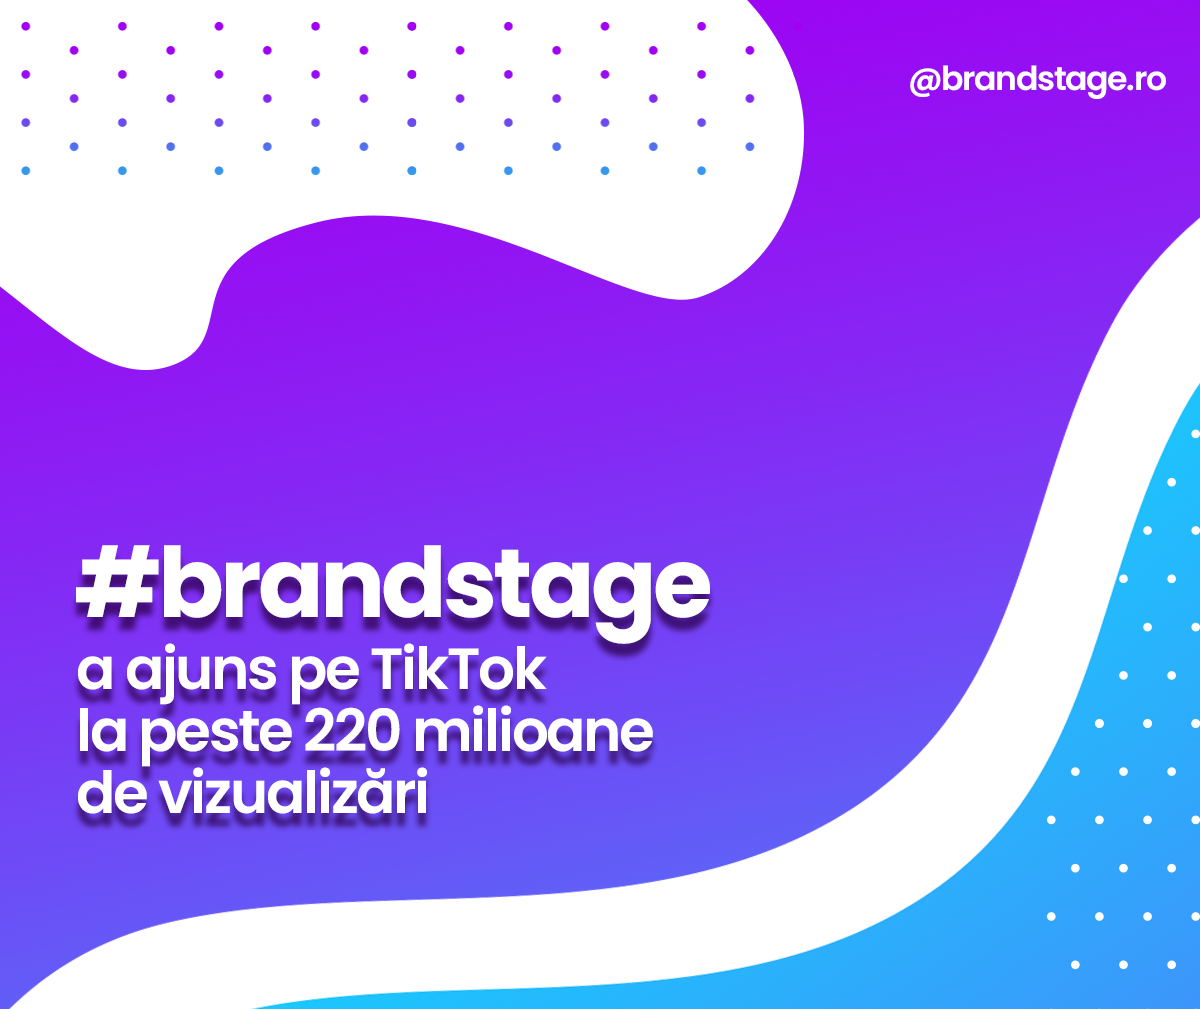 @brandstage.ro
#brandstage
a ajuns pe TikTok
la peste 220 milioane
de vizualizări